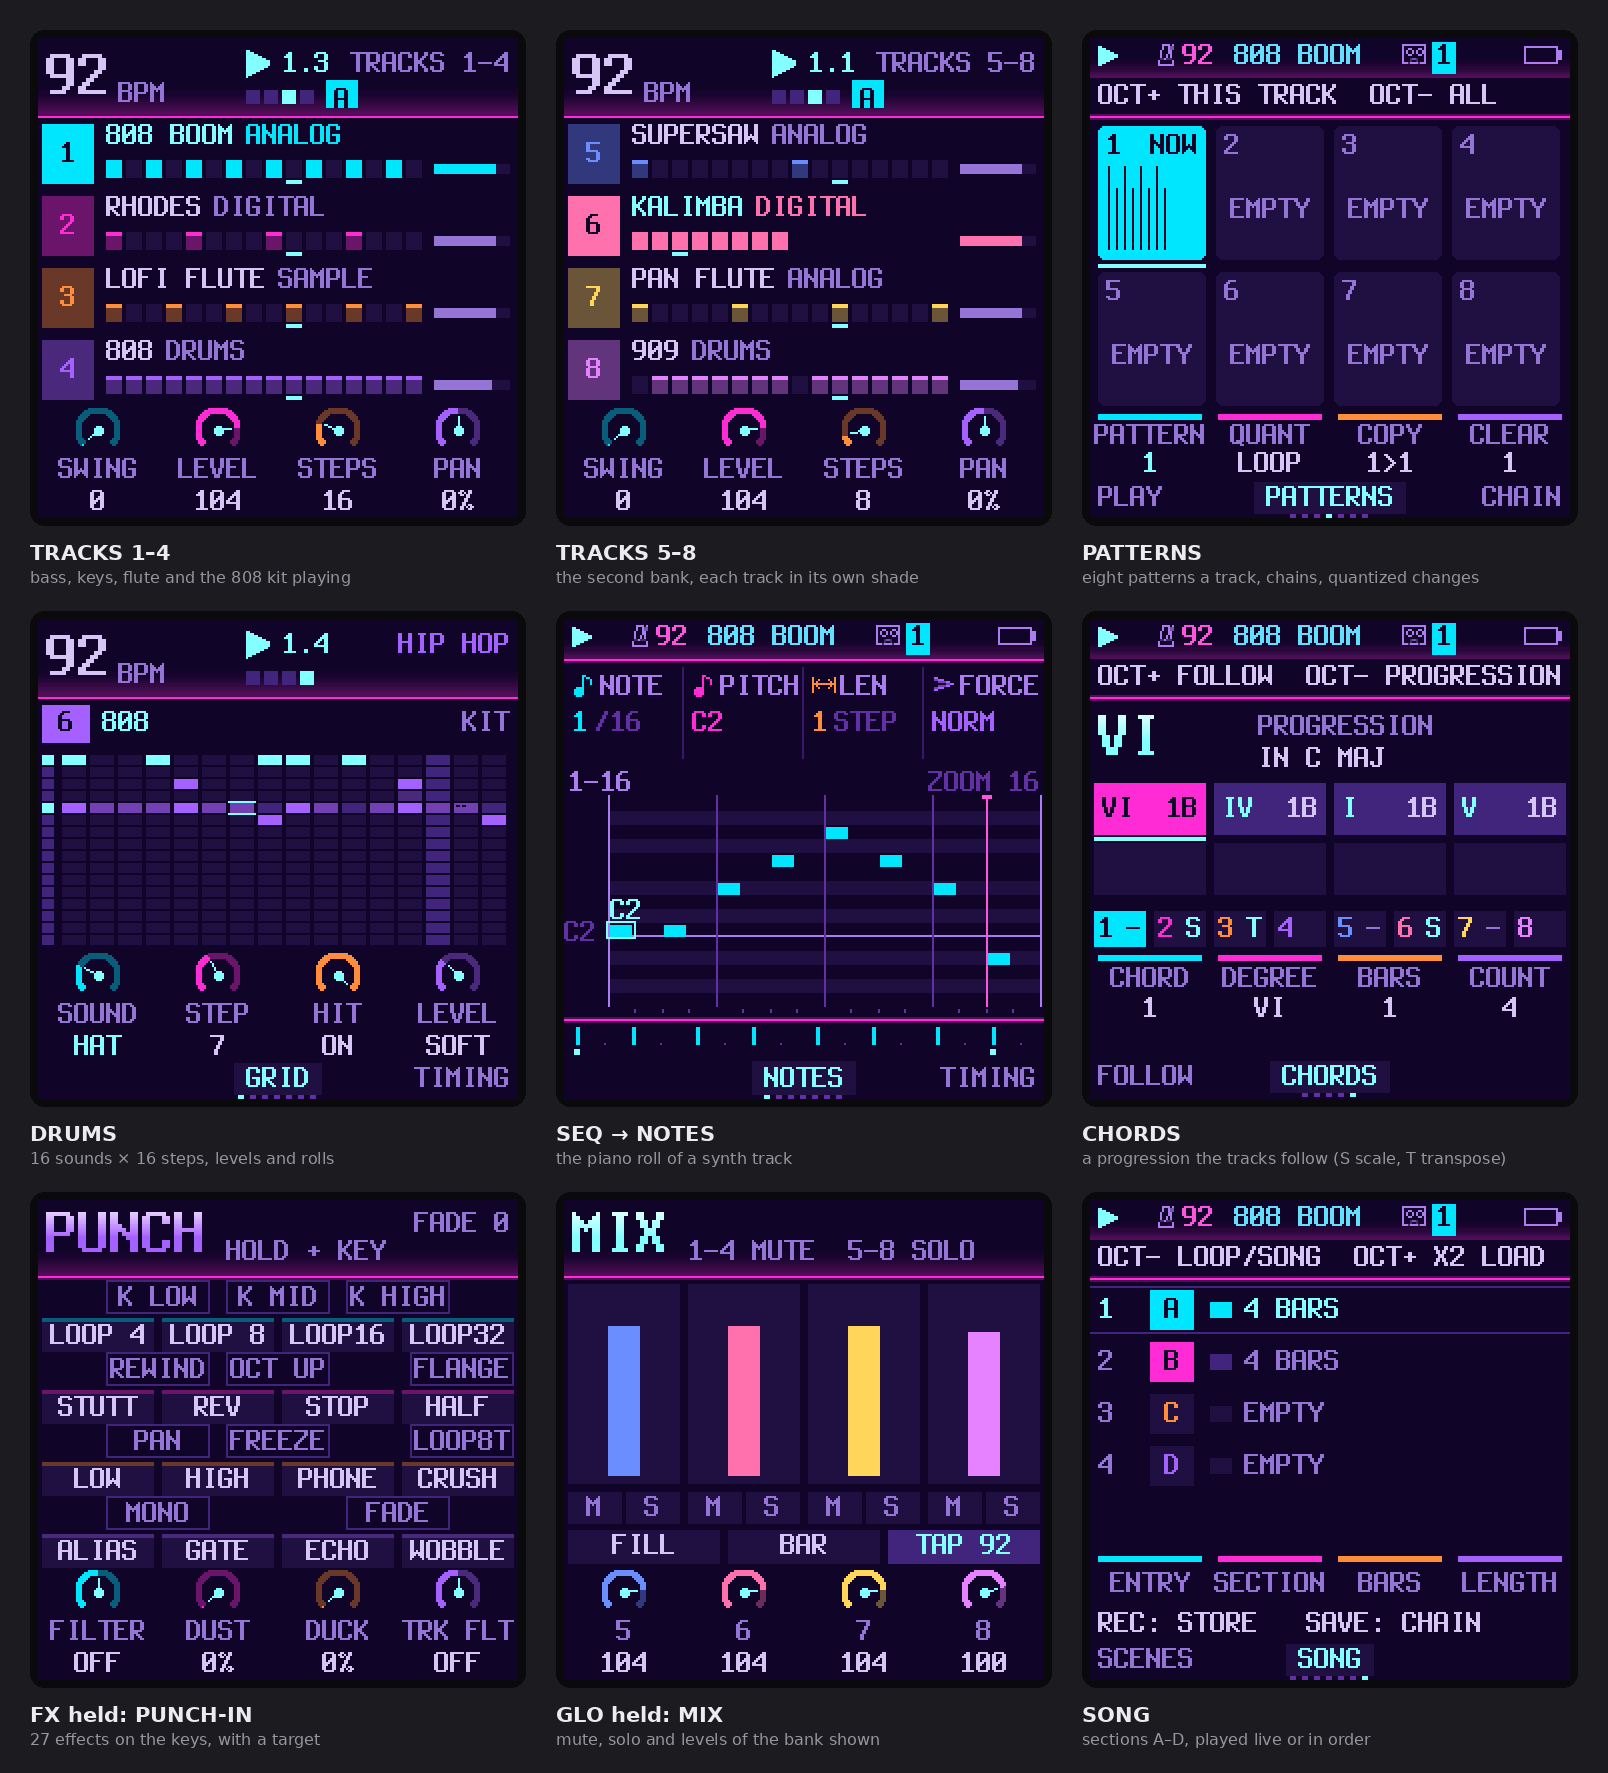 92 BPM 1.3 TRACKS 1-4
A
1 808 BOOM ANALOG
2 RHODES DIGITAL
3 LOFI FLUTE SAMPLE
4 808 DRUMS
SWING LEVEL STEPS PAN
0 104 16 0%
TRACKS 1–4
bass, keys, flute and the 808 kit playing
92 BPM 1.1 TRACKS 5-8
A
5 SUPERSAW ANALOG
6 KALIMBA DIGITAL
7 PAN FLUTE ANALOG
8 909 DRUMS
SWING LEVEL STEPS PAN
0 104 8 0%
TRACKS 5–8
the second bank, each track in its own shade
92 808 BOOM 1
OCT+ THIS TRACK OCT- ALL
1 NOW 2 3 4
EMPTY EMPTY EMPTY
5 6 7 8
EMPTY EMPTY EMPTY EMPTY
PATTERN QUANT COPY CLEAR
1 LOOP 1>1 1
PLAY PATTERNS CHAIN
PATTERNS
eight patterns a track, chains, quantized changes
92 BPM 1.4 HIP HOP
6 808 KIT
SOUND STEP HIT LEVEL
HAT 7 ON SOFT
GRID TIMING
DRUMS
16 sounds × 16 steps, levels and rolls
92 808 BOOM 1
NOTE PITCH LEN FORCE
1 /16 C2 1 STEP NORM
1-16 ZOOM 16
C2
C2
NOTES TIMING
SEQ → NOTES
the piano roll of a synth track
92 808 BOOM 1
OCT+ FOLLOW OCT- PROGRESSION
VI PROGRESSION
IN C MAJ
VI 1B IV 1B I 1B V 1B
1 - 2 S 3 T 4 5 - 6 S 7 - 8
CHORD DEGREE BARS COUNT
1 VI 1 4
FOLLOW CHORDS
CHORDS
a progression the tracks follow (S scale, T transpose)
PUNCH HOLD + KEY FADE 0
K LOW K MID K HIGH
LOOP 4 LOOP 8 LOOP16 LOOP32
REWIND OCT UP FLANGE
STUTT REV STOP HALF
PAN FREEZE LOOP8T
LOW HIGH PHONE CRUSH
MONO FADE
ALIAS GATE ECHO WOBBLE
FILTER DUST DUCK TRK FLT
OFF 0% 0% OFF
FX held: PUNCH-IN
27 effects on the keys, with a target
MIX 1-4 MUTE 5-8 SOLO
M S M S M S M S
FILL BAR TAP 92
5 6 7 8
104 104 104 100
GLO held: MIX
mute, solo and levels of the bank shown
92 808 BOOM 1
OCT- LOOP/SONG OCT+ X2 LOAD
1 A 4 BARS
2 B 4 BARS
3 C EMPTY
4 D EMPTY
ENTRY SECTION BARS LENGTH
REC: STORE SAVE: CHAIN
SCENES SONG
SONG
sections A–D, played live or in order